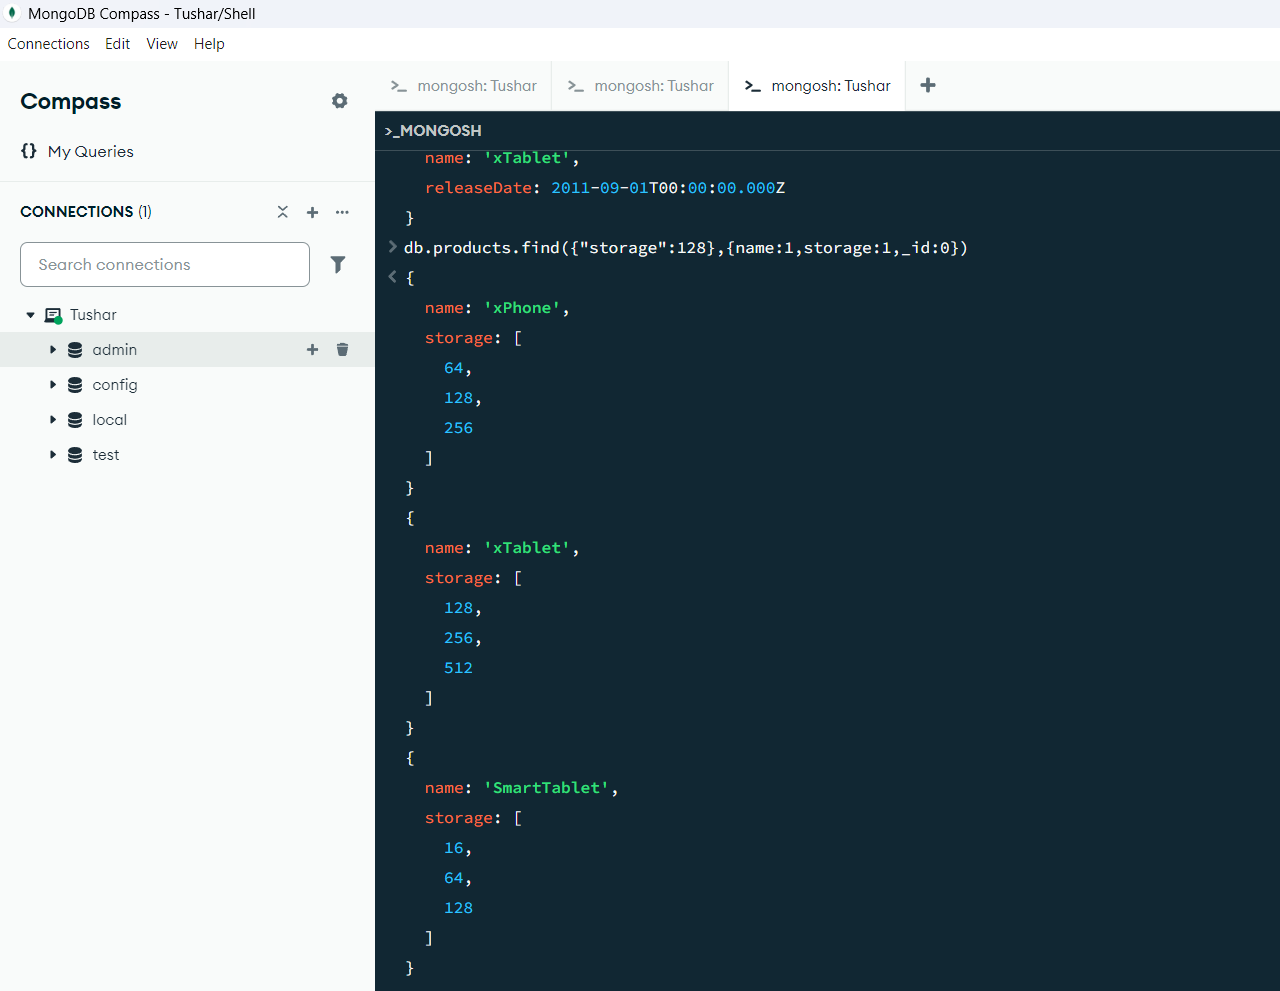 MongoDB Compass - Tushar/Shell
Connections Edit View Help
Compass
{} My Queries
CONNECTIONS (1)
Search connections
Tushar
admin
config
local
test
>_ mongosh: Tushar >_ mongosh: Tushar >_ mongosh: Tushar +
>_MONGOSH
name: 'xTablet',
releaseDate: 2011-09-01T00:00:00.000Z
}
> db.products.find({"storage":128},{name:1,storage:1,_id:0})
< {
name: 'xPhone',
storage: [
64,
128,
256
]
}
{
name: 'xTablet',
storage: [
128,
256,
512
]
}
{
name: 'SmartTablet',
storage: [
16,
64,
128
]
}